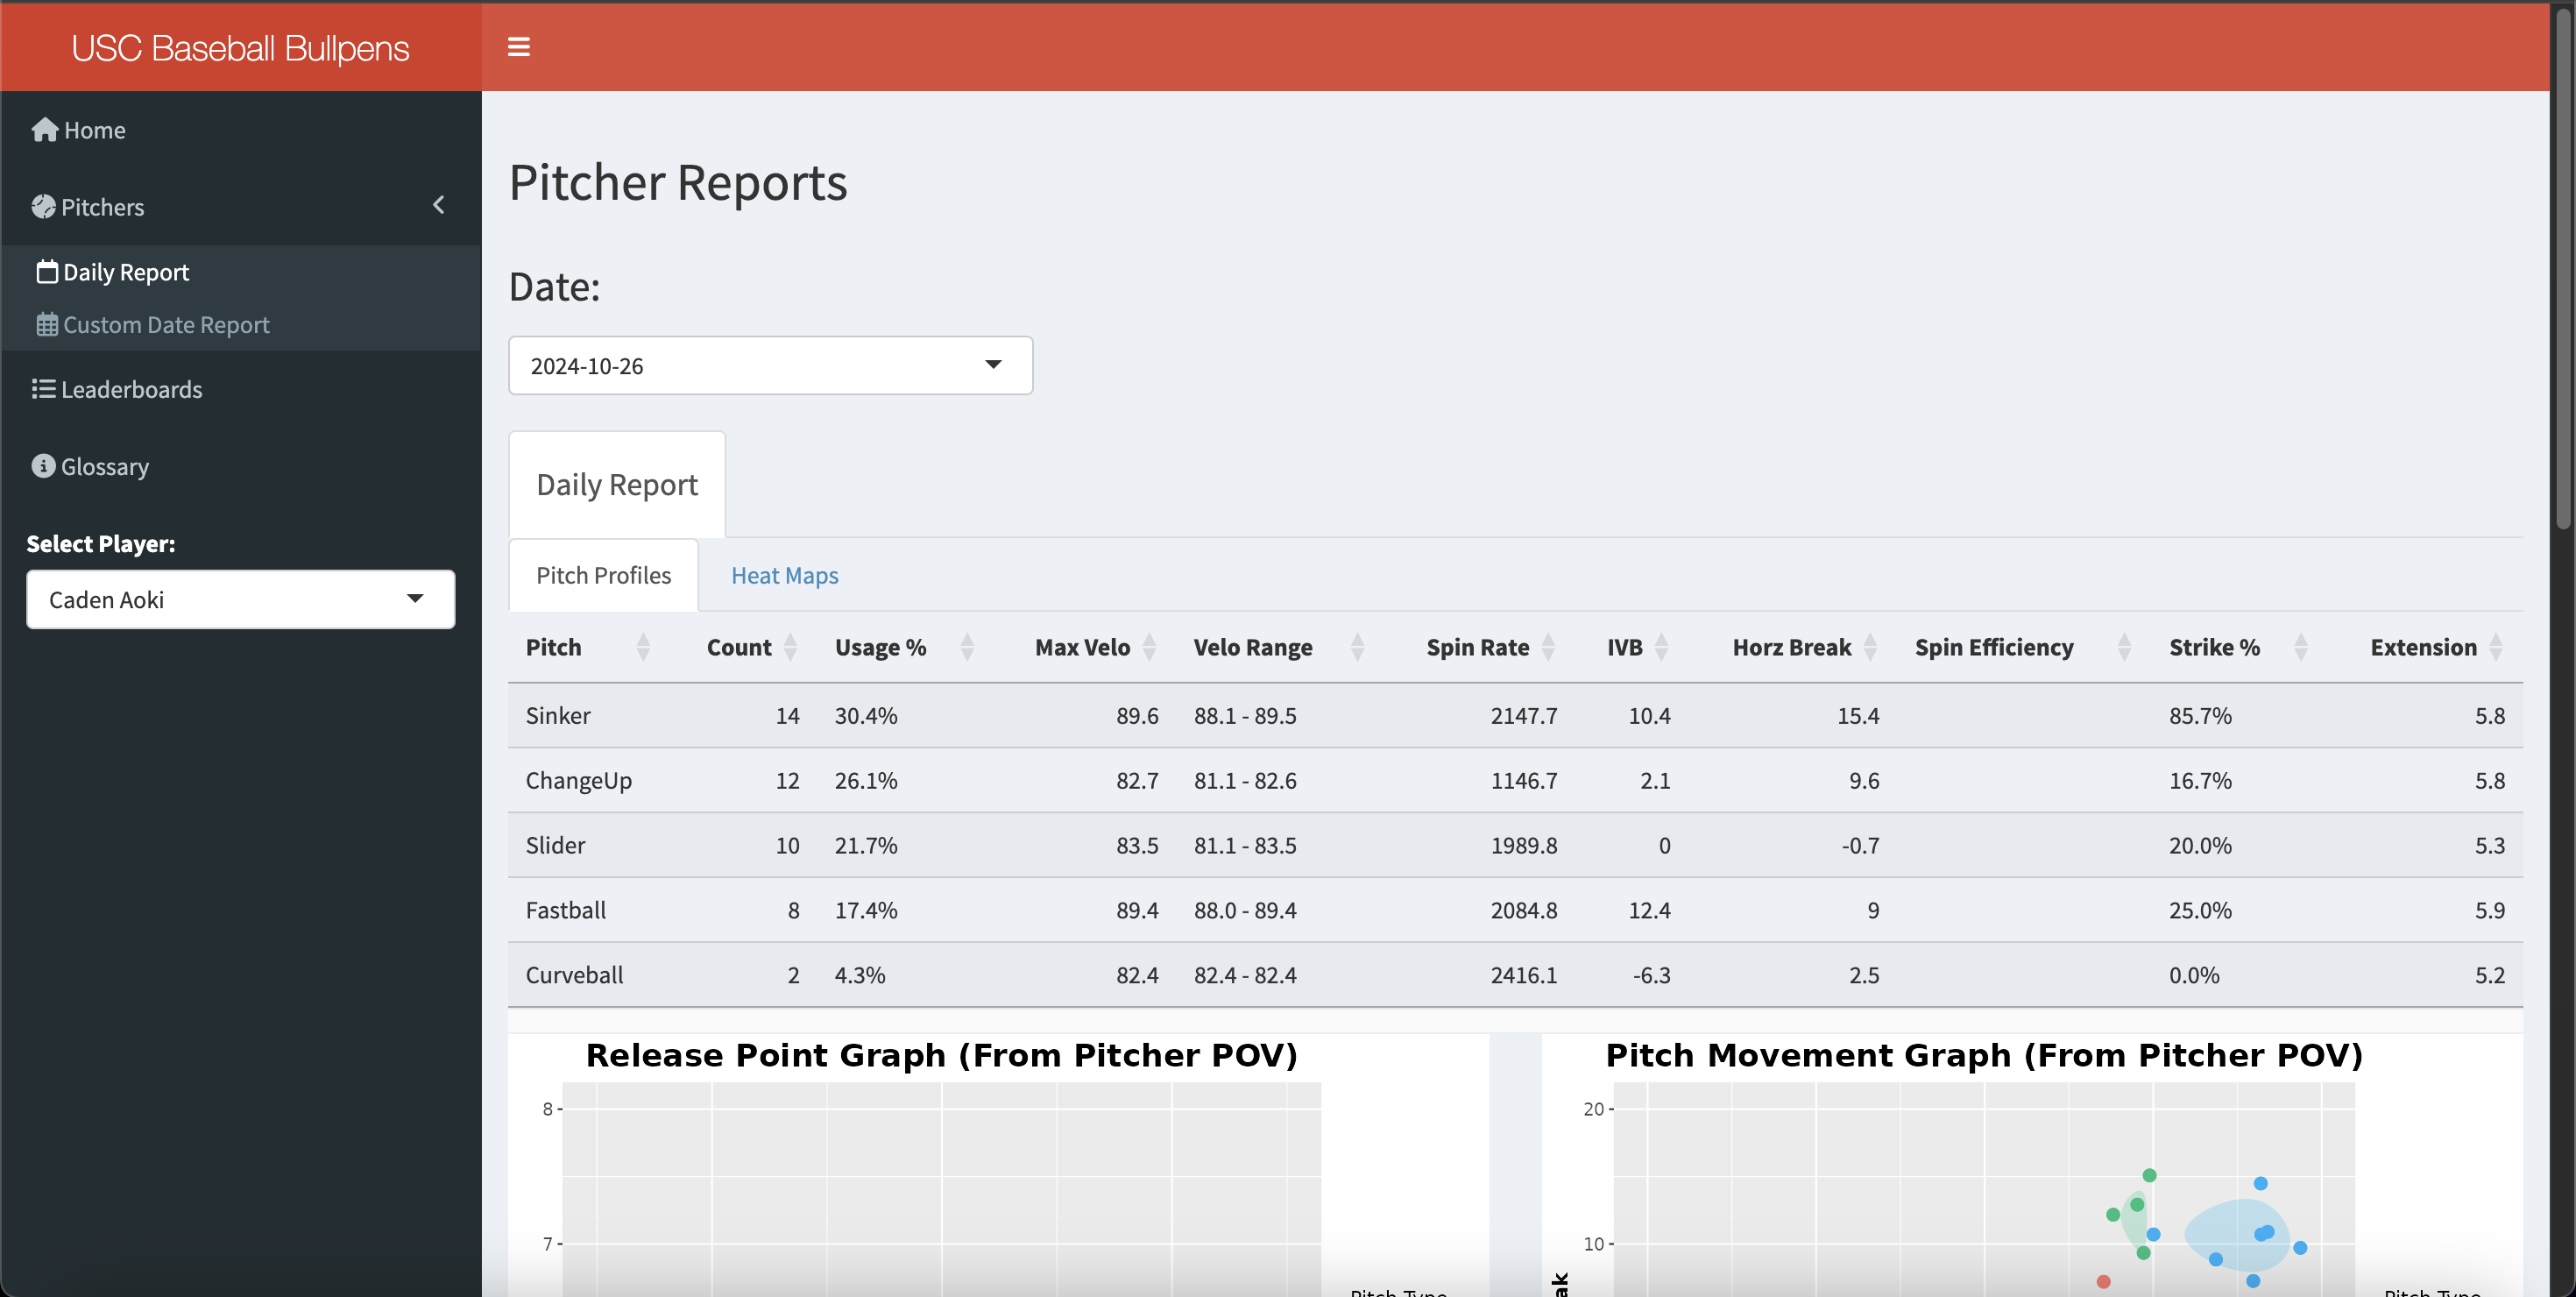 USC Baseball Bullpens
Home
Pitchers
Daily Report
Custom Date Report
Leaderboards
Glossary
Select Player:
Caden Aoki
Pitcher Reports
Date:
2024-10-26
Daily Report
Pitch Profiles Heat Maps
Pitch Count Usage % Max Velo Velo Range Spin Rate IVB Horz Break Spin Efficiency Strike % Extension
Sinker 14 30.4% 89.6 88.1 - 89.5 2147.7 10.4 15.4 85.7% 5.8
ChangeUp 12 26.1% 82.7 81.1 - 82.6 1146.7 2.1 9.6 16.7% 5.8
Slider 10 21.7% 83.5 81.1 - 83.5 1989.8 0 -0.7 20.0% 5.3
Fastball 8 17.4% 89.4 88.0 - 89.4 2084.8 12.4 9 25.0% 5.9
Curveball 2 4.3% 82.4 82.4 - 82.4 2416.1 -6.3 2.5 0.0% 5.2
Release Point Graph (From Pitcher POV)
8
7
Pitch Type
Pitch Movement Graph (From Pitcher POV)
20
10
Pitch Type